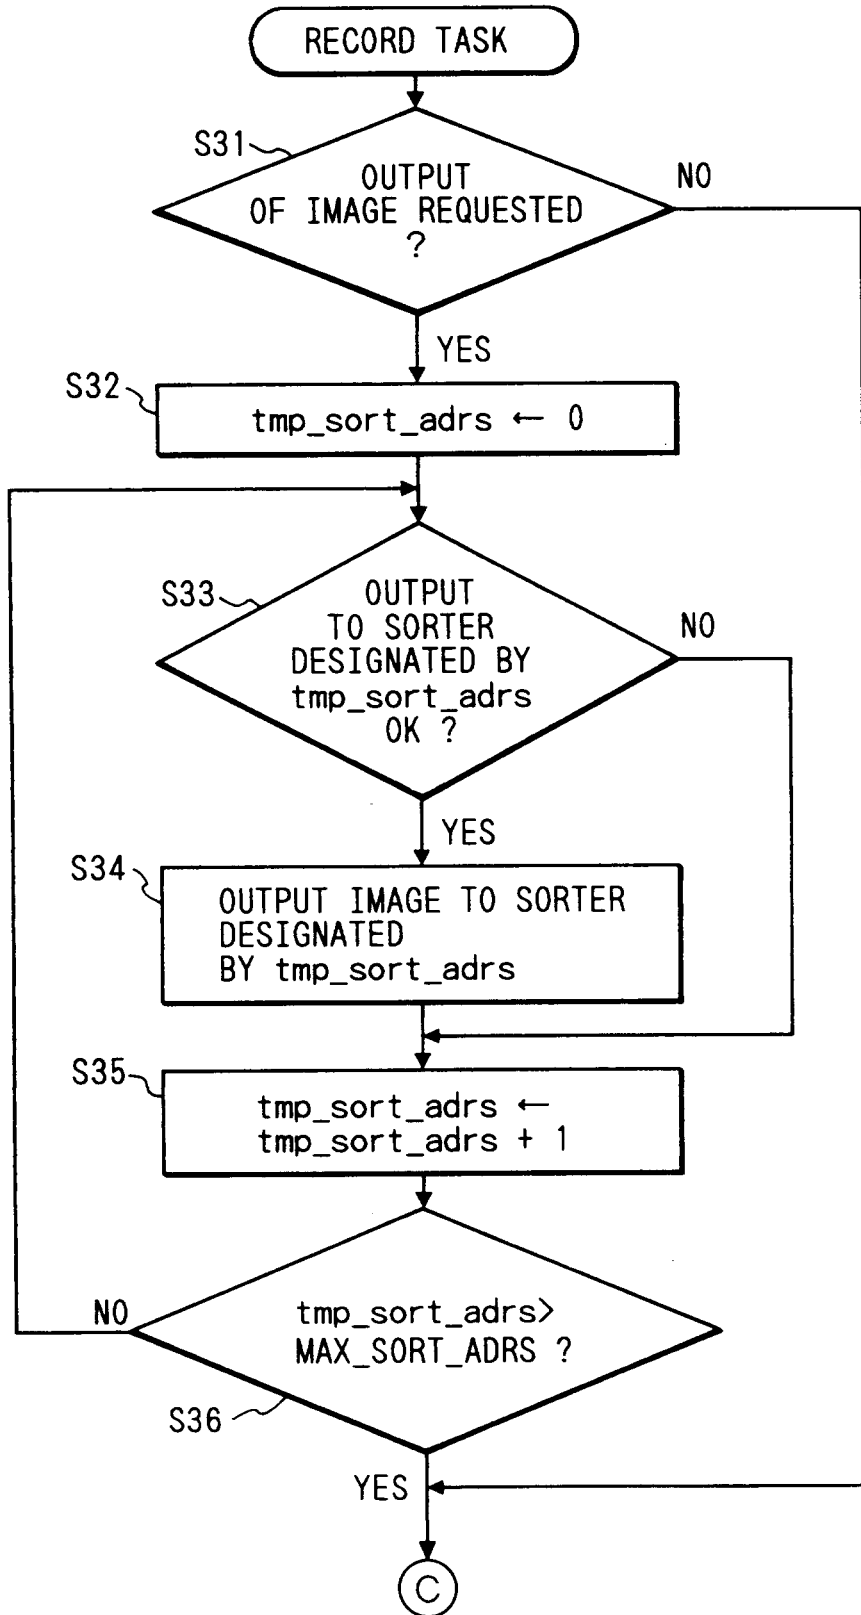 RECORD TASK
S31
OUTPUT
OF IMAGE REQUESTED
?
NO
YES
S32
tmp_sort_adrs ← 0
S33
OUTPUT
TO SORTER
DESIGNATED BY
tmp_sort_adrs
OK ?
NO
YES
S34
OUTPUT IMAGE TO SORTER
DESIGNATED
BY tmp_sort_adrs
S35
tmp_sort_adrs ←
tmp_sort_adrs + 1
NO
tmp_sort_adrs>
MAX_SORT_ADRS ?
S36
YES
C